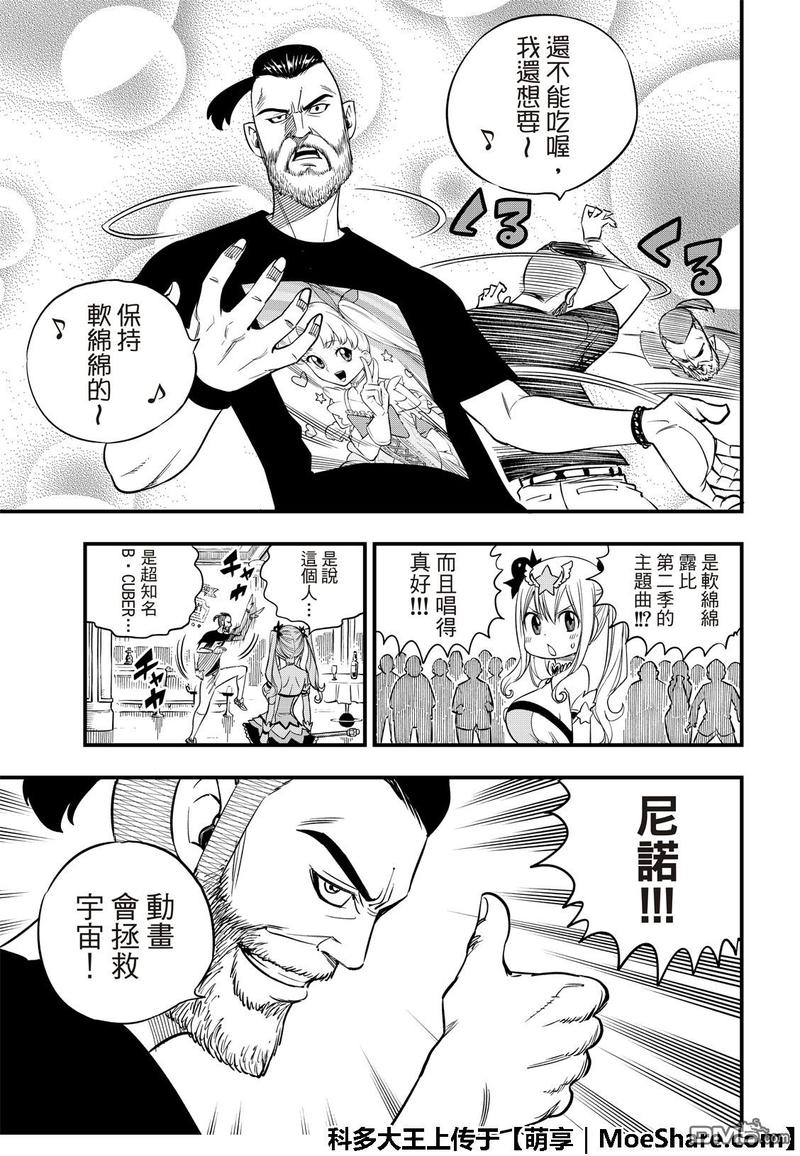 還不能吃喔，
我還想要～
♪
くる
くる
♪
保持
軟綿綿的～
♪
是軟綿綿
露比
第二季的
主題曲!!?
而且唱得
真好!!!
是說
這個人…
是超知名
B・CUBER…
チャッ
チャッ
尼諾!!!
動畫
會拯救
宇宙！
科多大王上传于【萌享｜MoeShare.com】